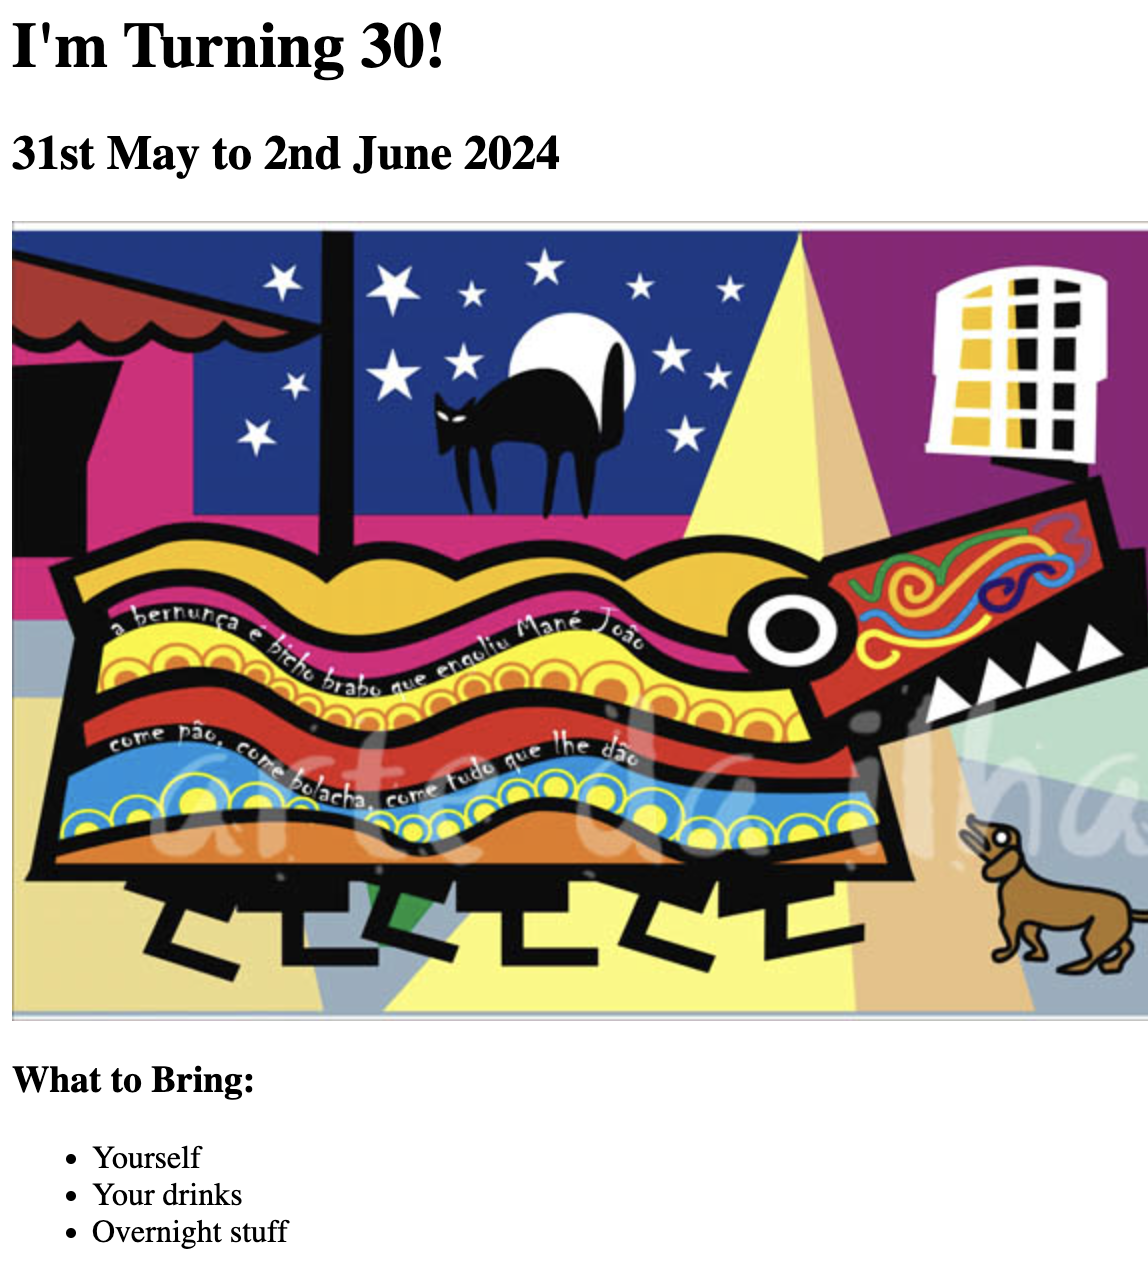 I'm Turning 30!
31st May to 2nd June 2024
a bernunça é bicho brabo que engoliu Mané João
come pão, come bolacha, come tudo que lhe dão
arte da ilha
What to Bring:
Yourself
Your drinks
Overnight stuff